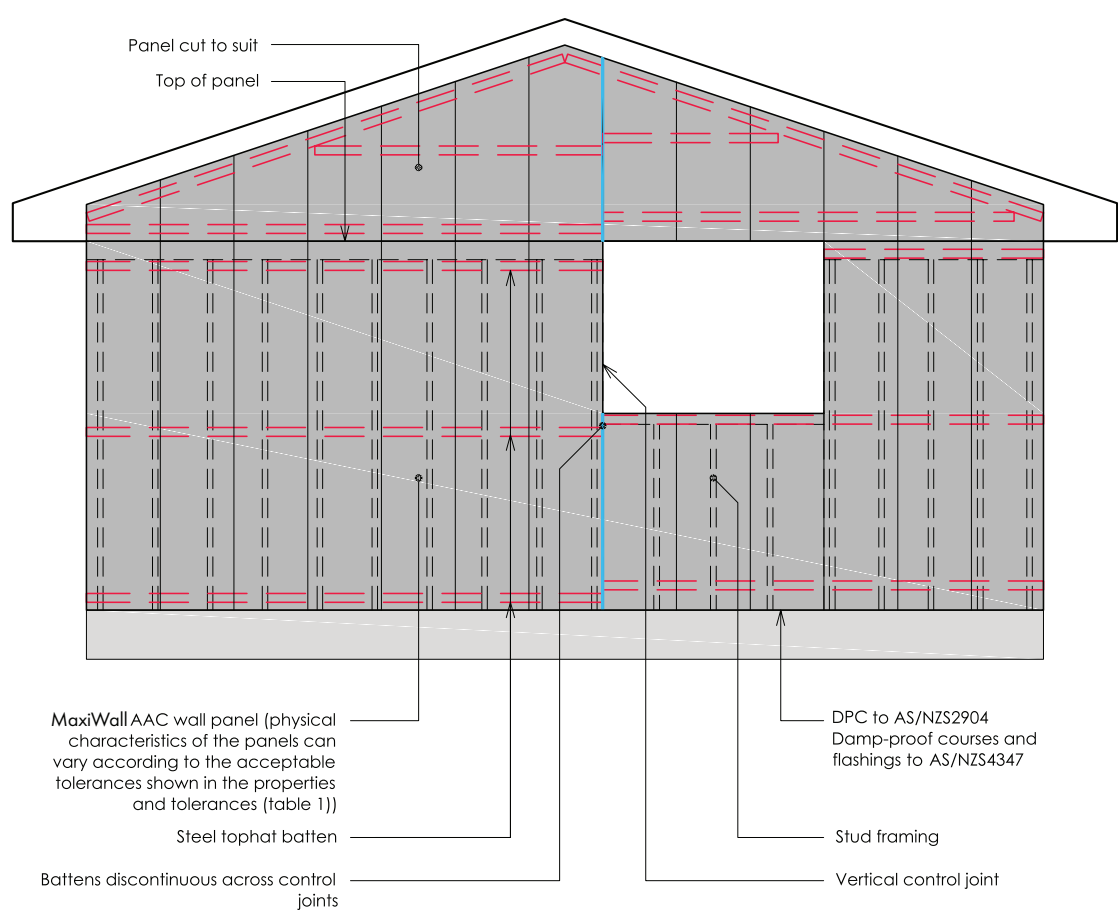 Panel cut to suit
Top of panel
MaxiWall AAC wall panel (physical
characteristics of the panels can
vary according to the acceptable
tolerances shown in the properties
and tolerances (table 1))
Steel tophat batten
Battens discontinuous across control
joints
DPC to AS/NZS2904
Damp-proof courses and
flashings to AS/NZS4347
Stud framing
Vertical control joint